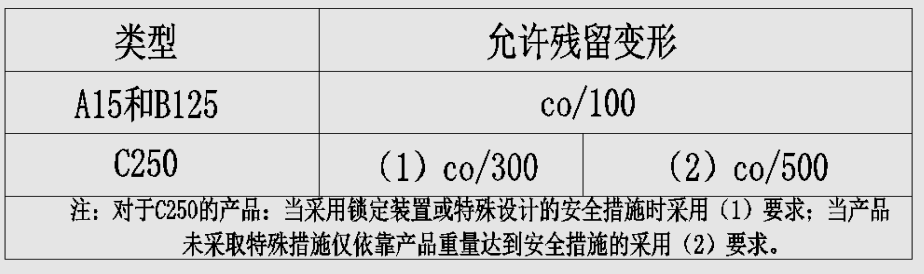 类型 允许残留变形
A15和B125 co/100
C250 (1) co/300 (2) co/500
注：对于C250的产品：当采用锁定装置或特殊设计的安全措施时采用（1）要求；当产品
未采取特殊措施仅依靠产品重量达到安全措施的采用（2）要求。